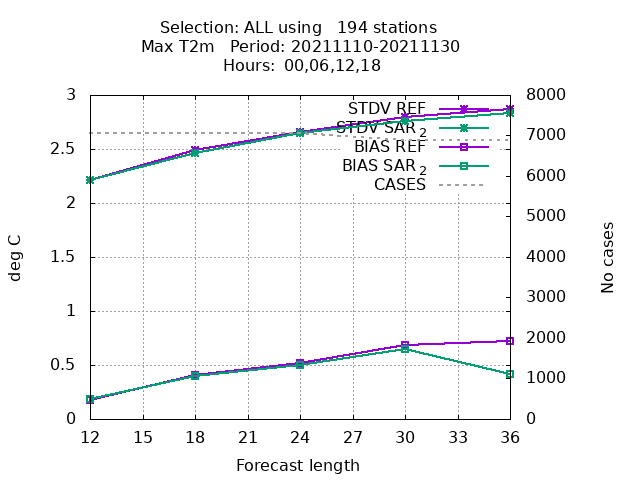 Selection: ALL using   194 stations
Max T2m   Period: 20211110-20211130
Hours:  00,06,12,18
STDV REF
STDV SAR 2
BIAS REF
BIAS SAR 2
CASES
3
2.5
2
1.5
1
0.5
0
8000
7000
6000
5000
4000
3000
2000
1000
0
deg C
No cases
12 15 18 21 24 27 30 33 36
Forecast length